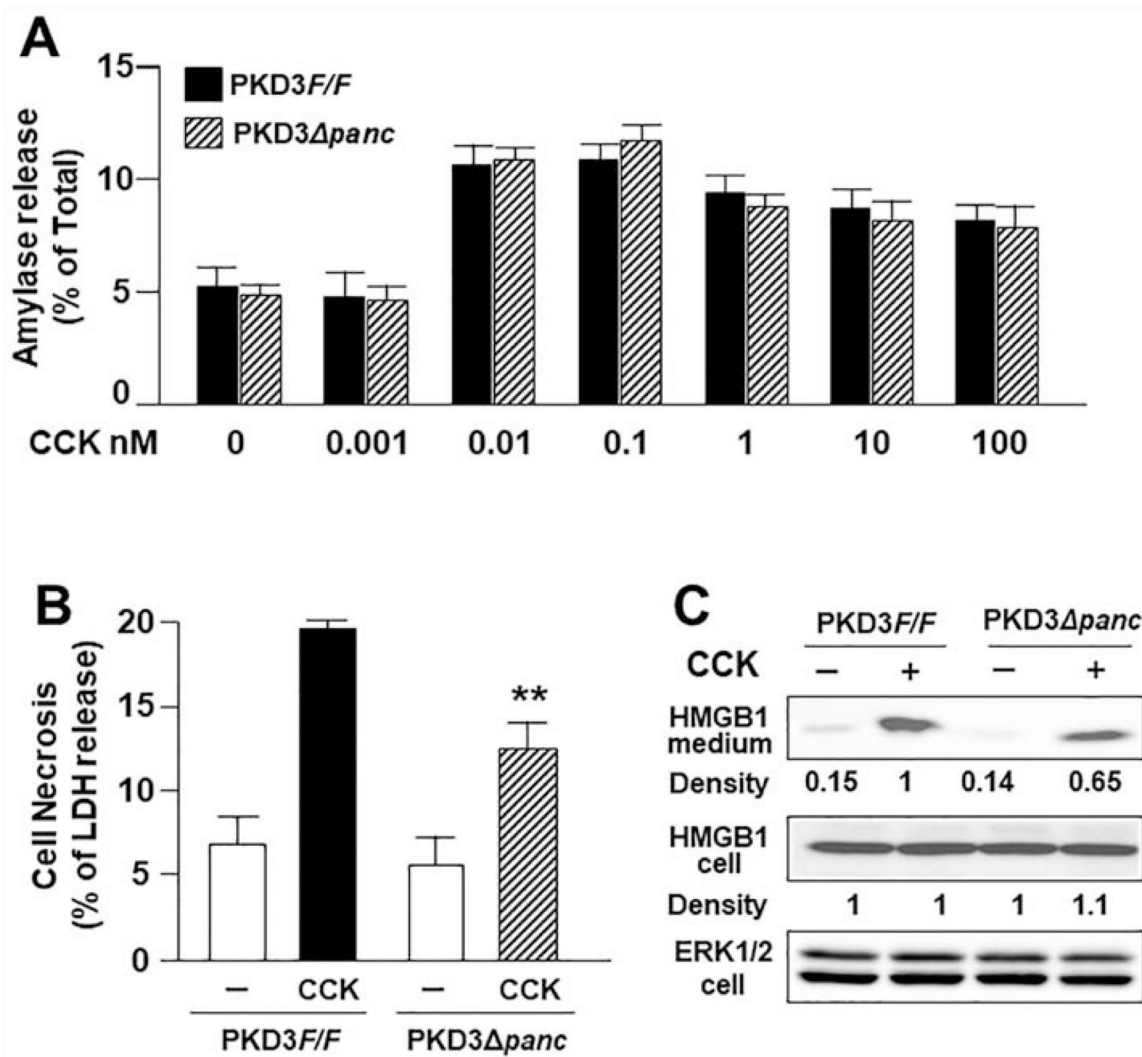 A
15
10
5
0
Amylase release
(% of Total)
PKD3F/F
PKD3Δpanc
CCK nM 0 0.001 0.01 0.1 1 10 100
B
20
15
10
5
0
Cell Necrosis
(% of LDH release)
**
– CCK – CCK
PKD3F/F PKD3Δpanc
C
PKD3F/F PKD3Δpanc
CCK – + – +
HMGB1
medium
Density 0.15 1 0.14 0.65
HMGB1
cell
Density 1 1 1 1.1
ERK1/2
cell